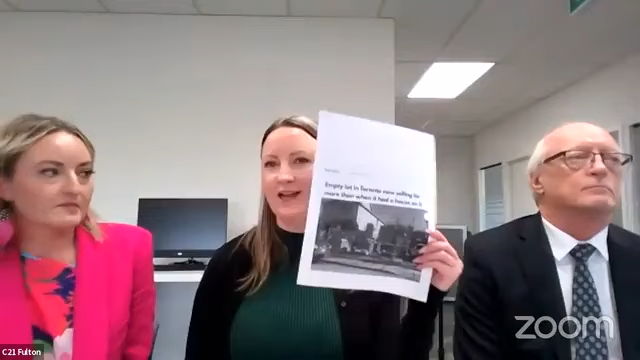 Empty lot in Toronto now selling for
more than when it had a house on it
zoom
C21 Fulton